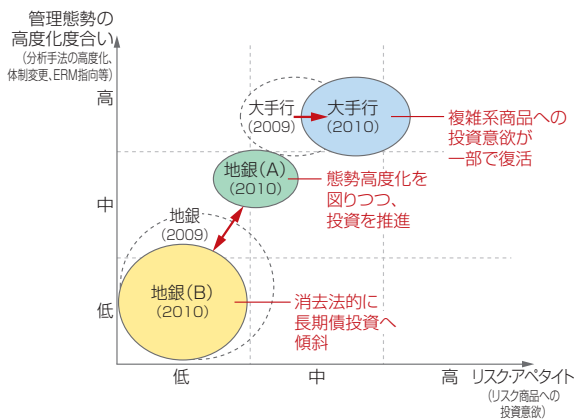 管理態勢の
高度化度合い
(分析手法の高度化、
体制変更、ERM指向等)
高
大手行
(2009)
大手行
(2010)
複雑系商品への
投資意欲が
一部で復活
中
地銀(A)
(2010)
態勢高度化を
図りつつ、
投資を推進
地銀
(2009)
低
地銀(B)
(2010)
消去法的に
長期債投資へ
傾斜
低
中
高
リスク・アペタイト
(リスク商品への
投資意欲)